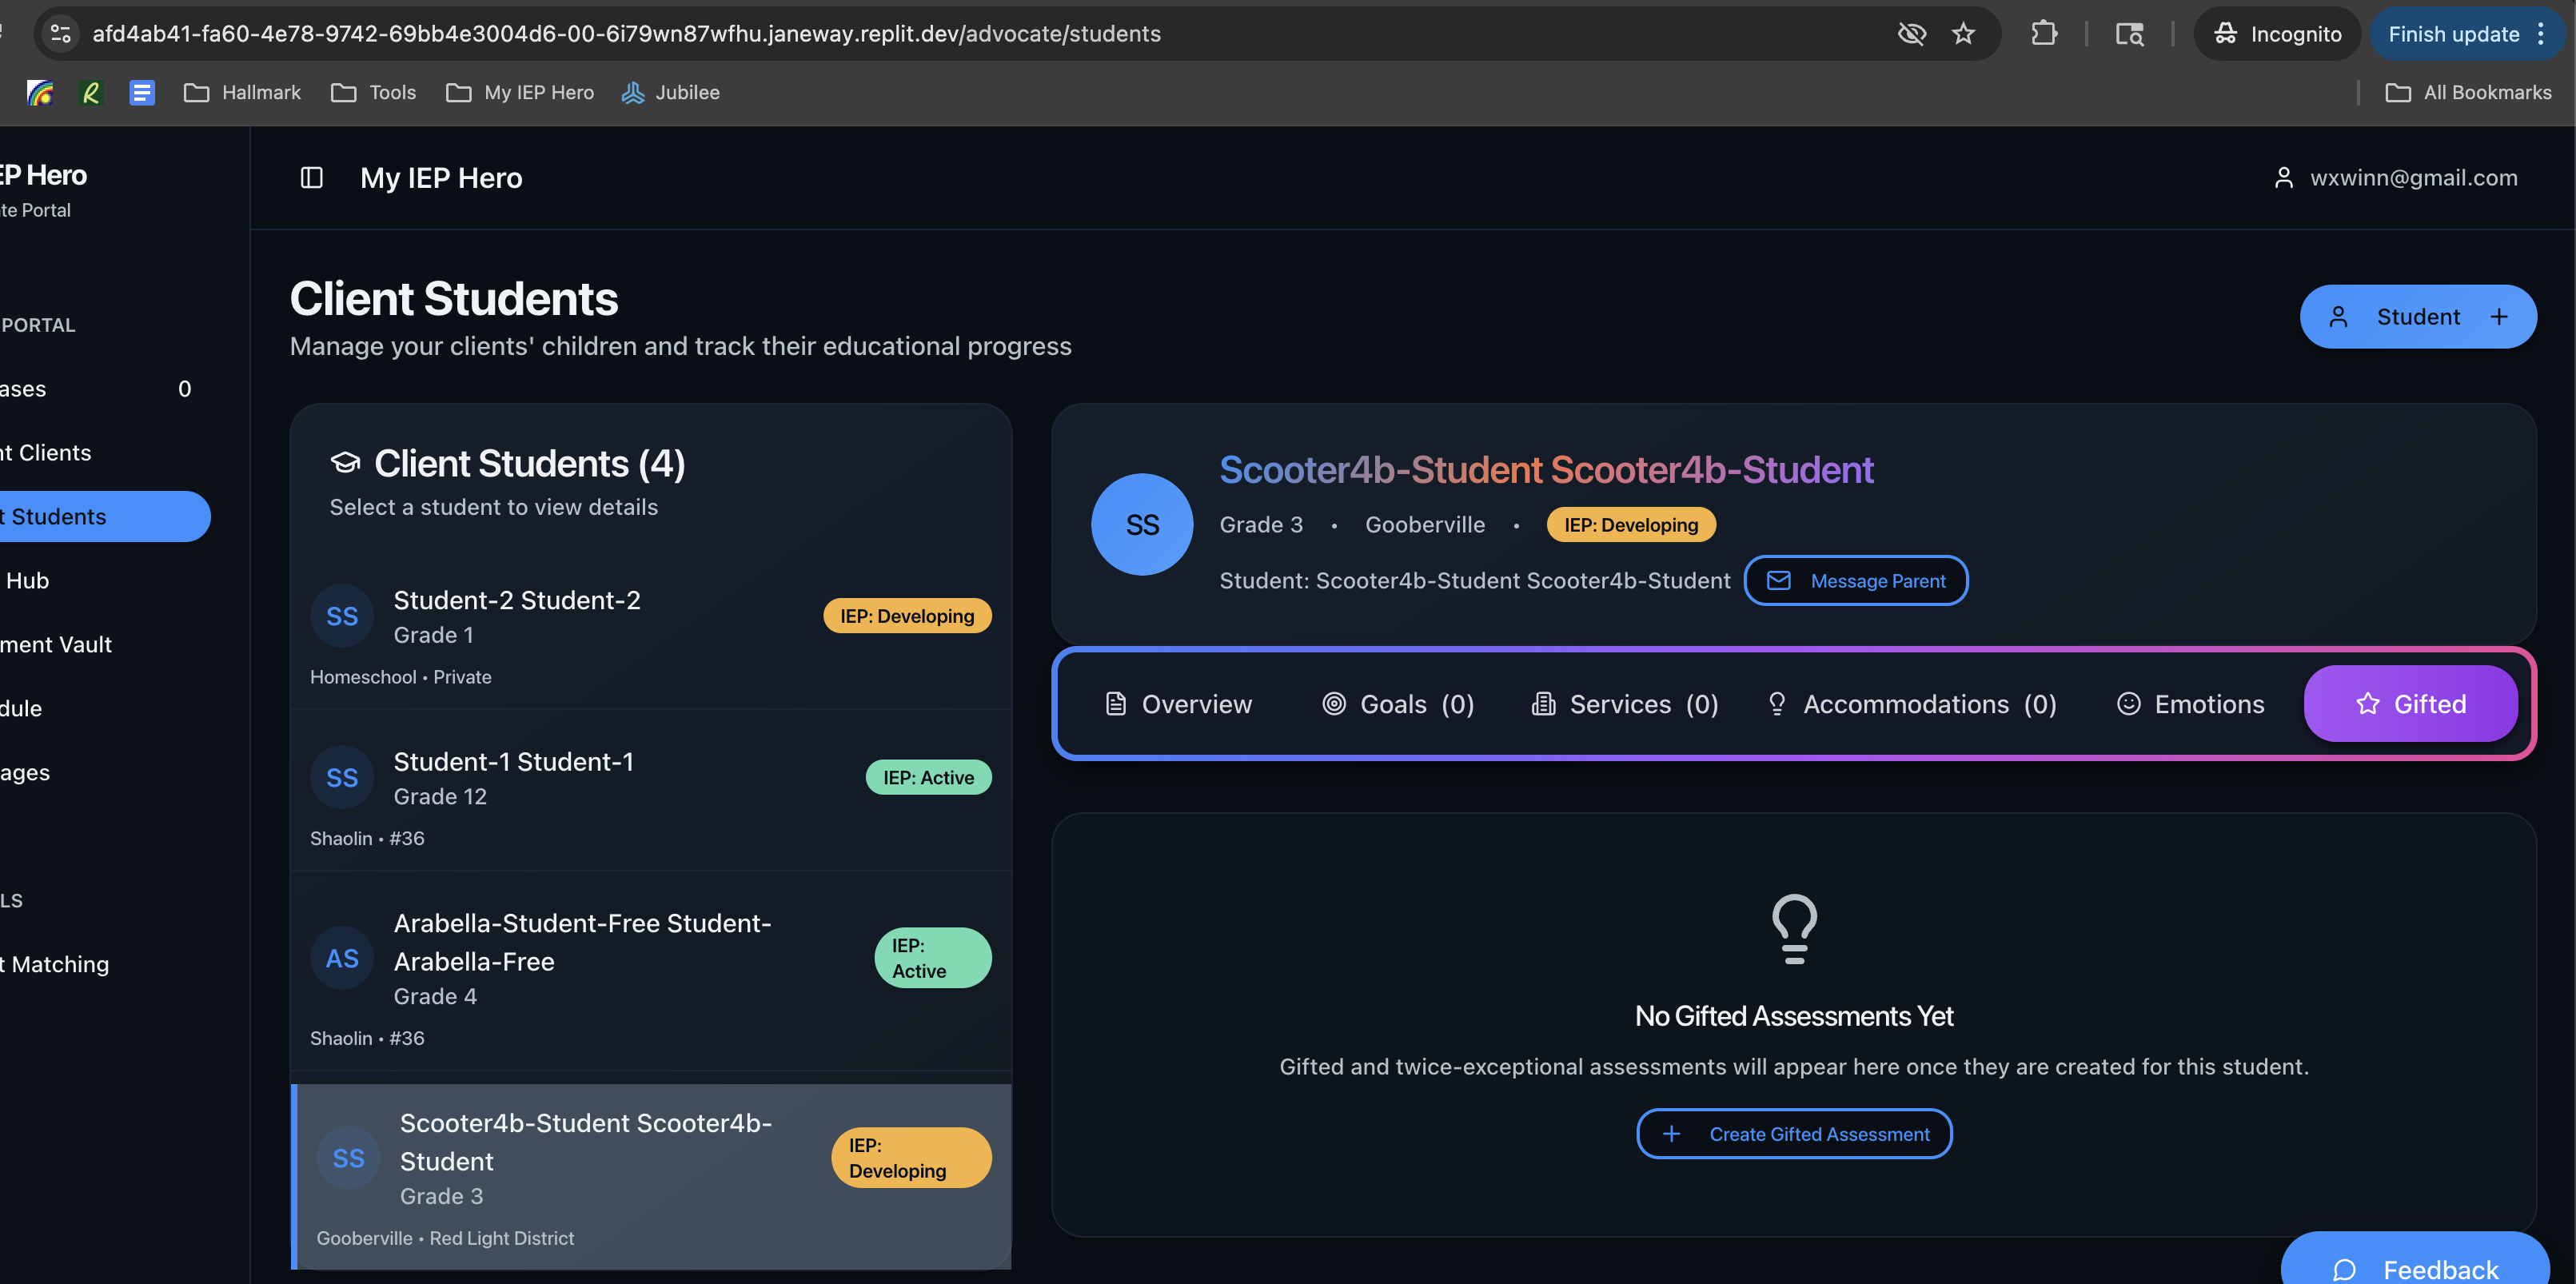 afd4ab41-fa60-4e78-9742-69bb4e3004d6-00-6i79wn87wfhu.janeway.replit.dev/advocate/students
Incognito
Finish update
Hallmark
Tools
My IEP Hero
Jubilee
All Bookmarks
EP Hero
te Portal
My IEP Hero
wxwinn@gmail.com
PORTAL
ases
0
nt Clients
t Students
Hub
ment Vault
dule
ages
LS
t Matching
Client Students
Manage your clients' children and track their educational progress
Student +
Client Students (4)
Select a student to view details
SS
Student-2 Student-2
Grade 1
IEP: Developing
Homeschool • Private
SS
Student-1 Student-1
Grade 12
IEP: Active
Shaolin • #36
AS
Arabella-Student-Free Student-
Arabella-Free
Grade 4
IEP:
Active
Shaolin • #36
SS
Scooter4b-Student Scooter4b-
Student
Grade 3
IEP:
Developing
Gooberville • Red Light District
SS
Scooter4b-Student Scooter4b-Student
Grade 3 • Gooberville • IEP: Developing
Student: Scooter4b-Student Scooter4b-Student
Message Parent
Overview
Goals (0)
Services (0)
Accommodations (0)
Emotions
Gifted
No Gifted Assessments Yet
Gifted and twice-exceptional assessments will appear here once they are created for this student.
+ Create Gifted Assessment
Feedback